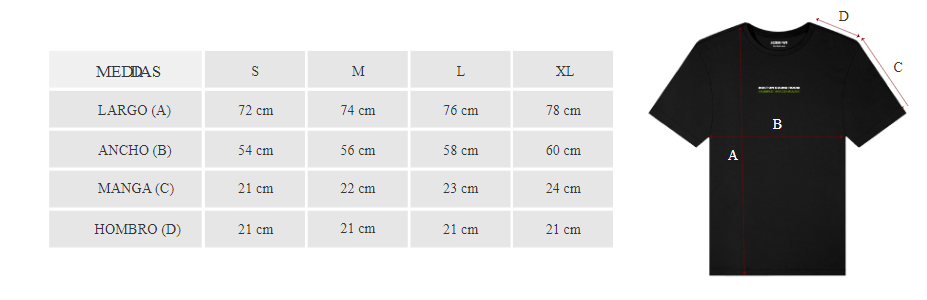 MEDIDAS S M L XL
LARGO (A) 72 cm 74 cm 76 cm 78 cm
ANCHO (B) 54 cm 56 cm 58 cm 60 cm
MANGA (C) 21 cm 22 cm 23 cm 24 cm
HOMBRO (D) 21 cm 21 cm 21 cm 21 cm
D
C
B
A